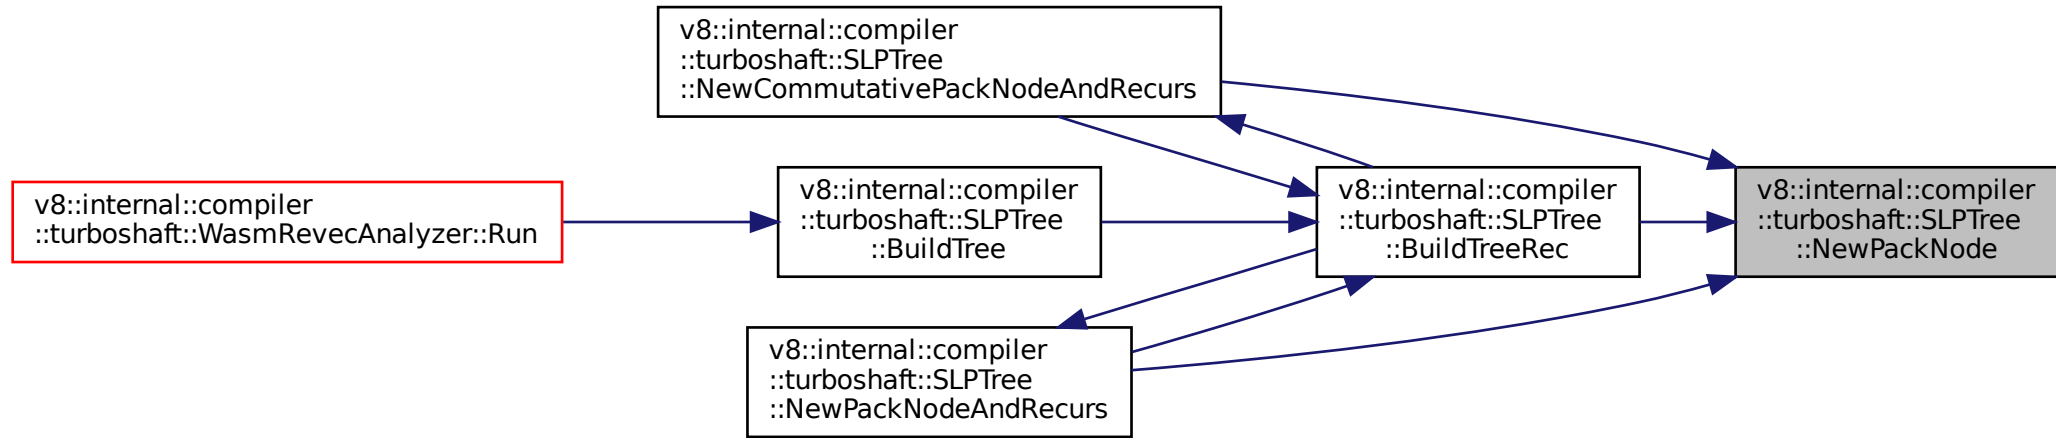 v8::internal::compiler
::turboshaft::SLPTree
::NewCommutativePackNodeAndRecurs
v8::internal::compiler
::turboshaft::WasmRevecAnalyzer::Run
v8::internal::compiler
::turboshaft::SLPTree
::BuildTree
v8::internal::compiler
::turboshaft::SLPTree
::BuildTreeRec
v8::internal::compiler
::turboshaft::SLPTree
::NewPackNode
v8::internal::compiler
::turboshaft::SLPTree
::NewPackNodeAndRecurs